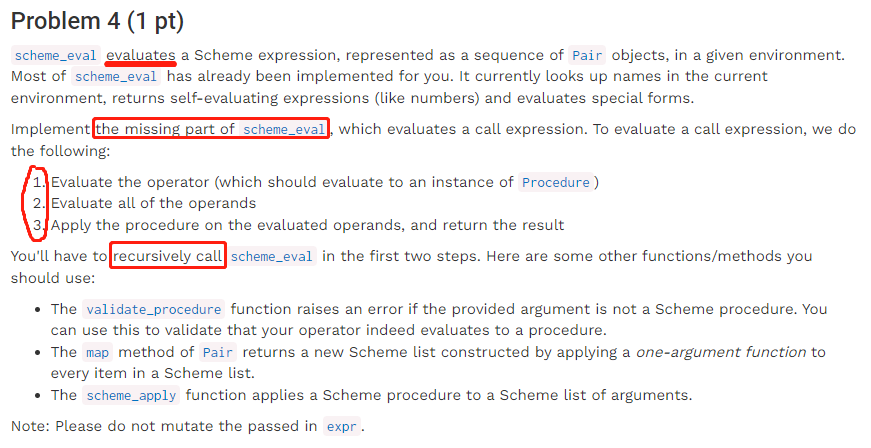 Problem 4 (1 pt)
scheme_eval evaluates a Scheme expression, represented as a sequence of Pair objects, in a given environment.
Most of scheme_eval has already been implemented for you. It currently looks up names in the current
environment, returns self-evaluating expressions (like numbers) and evaluates special forms.
Implement the missing part of scheme_eval, which evaluates a call expression. To evaluate a call expression, we do
the following:
1. Evaluate the operator (which should evaluate to an instance of Procedure)
2. Evaluate all of the operands
3. Apply the procedure on the evaluated operands, and return the result
You'll have to recursively call scheme_eval in the first two steps. Here are some other functions/methods you
should use:
• The validate_procedure function raises an error if the provided argument is not a Scheme procedure. You
can use this to validate that your operator indeed evaluates to a procedure.
• The map method of Pair returns a new Scheme list constructed by applying a one-argument function to
every item in a Scheme list.
• The scheme_apply function applies a Scheme procedure to a Scheme list of arguments.
Note: Please do not mutate the passed in expr.